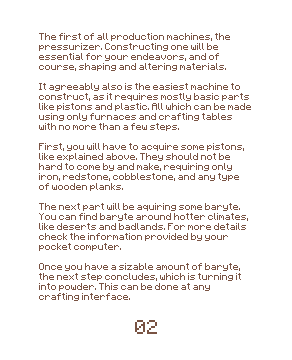 The first of all production machines, the
pressurizer. Constructing one will be
essential for your endeavors, and of
course, shaping and altering materials.
It agreeably also is the easiest machine to
construct, as it requires mostly basic parts
like pistons and plastic. All which can be made
using only furnaces and crafting tables
with no more than a few steps.
First, you will have to acquire some pistons,
like explained above. They should not be
hard to come by and make, requiring only
iron, redstone, cobblestone, and any type
of wooden planks.
The next part will be aquiring some baryte.
You can find baryte around hotter climates,
like deserts and badlands. For more details
check the information provided by your
pocket computer.
Once you have a sizable amount of baryte,
the next step concludes, which is turning it
into powder. This can be done at any
crafting interface.
02